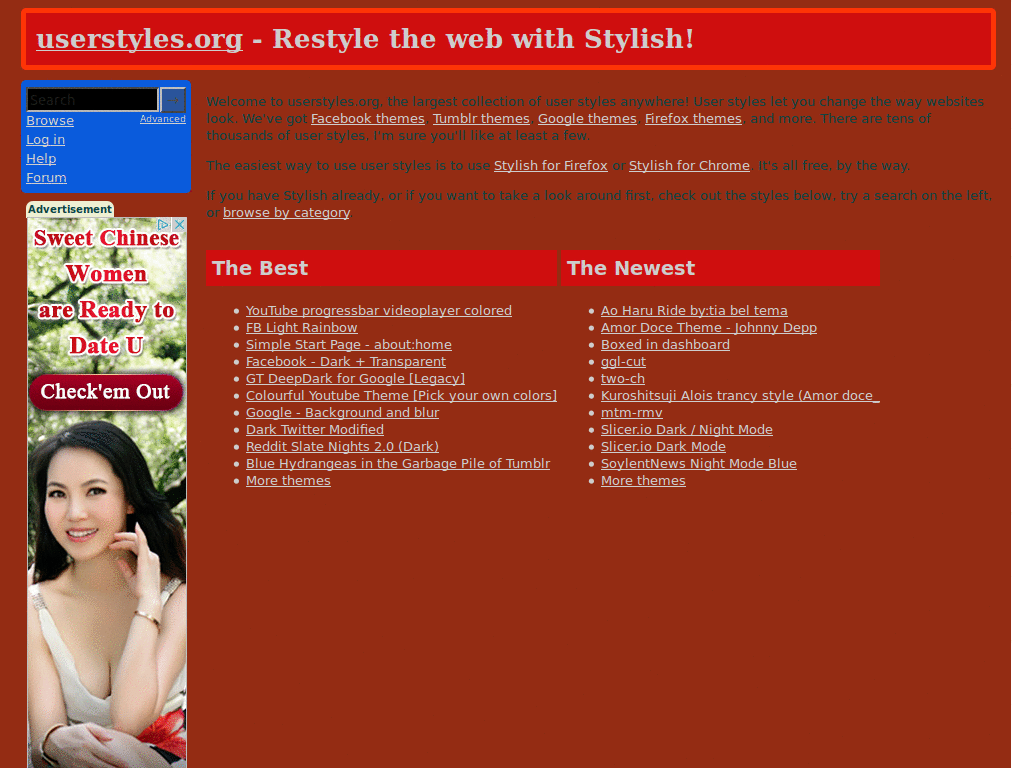 userstyles.org - Restyle the web with Stylish!
Search
Browse
Advanced
Log in
Help
Forum
Advertisement
Sweet Chinese
Women
are Ready to
Date U
Check'em Out
Welcome to userstyles.org, the largest collection of user styles anywhere! User styles let you change the way websites
look. We've got Facebook themes, Tumblr themes, Google themes, Firefox themes, and more. There are tens of
thousands of user styles, I'm sure you'll like at least a few.
The easiest way to use user styles is to use Stylish for Firefox or Stylish for Chrome. It's all free, by the way.
If you have Stylish already, or if you want to take a look around first, check out the styles below, try a search on the left,
or browse by category.
The Best
YouTube progressbar videoplayer colored
FB Light Rainbow
Simple Start Page - about:home
Facebook - Dark + Transparent
GT DeepDark for Google [Legacy]
Colourful Youtube Theme [Pick your own colors]
Google - Background and blur
Dark Twitter Modified
Reddit Slate Nights 2.0 (Dark)
Blue Hydrangeas in the Garbage Pile of Tumblr
More themes
The Newest
Ao Haru Ride by:tia bel tema
Amor Doce Theme - Johnny Depp
Boxed in dashboard
ggl-cut
two-ch
Kuroshitsuji Alois trancy style (Amor doce_
mtm-rmv
Slicer.io Dark / Night Mode
Slicer.io Dark Mode
SoylentNews Night Mode Blue
More themes